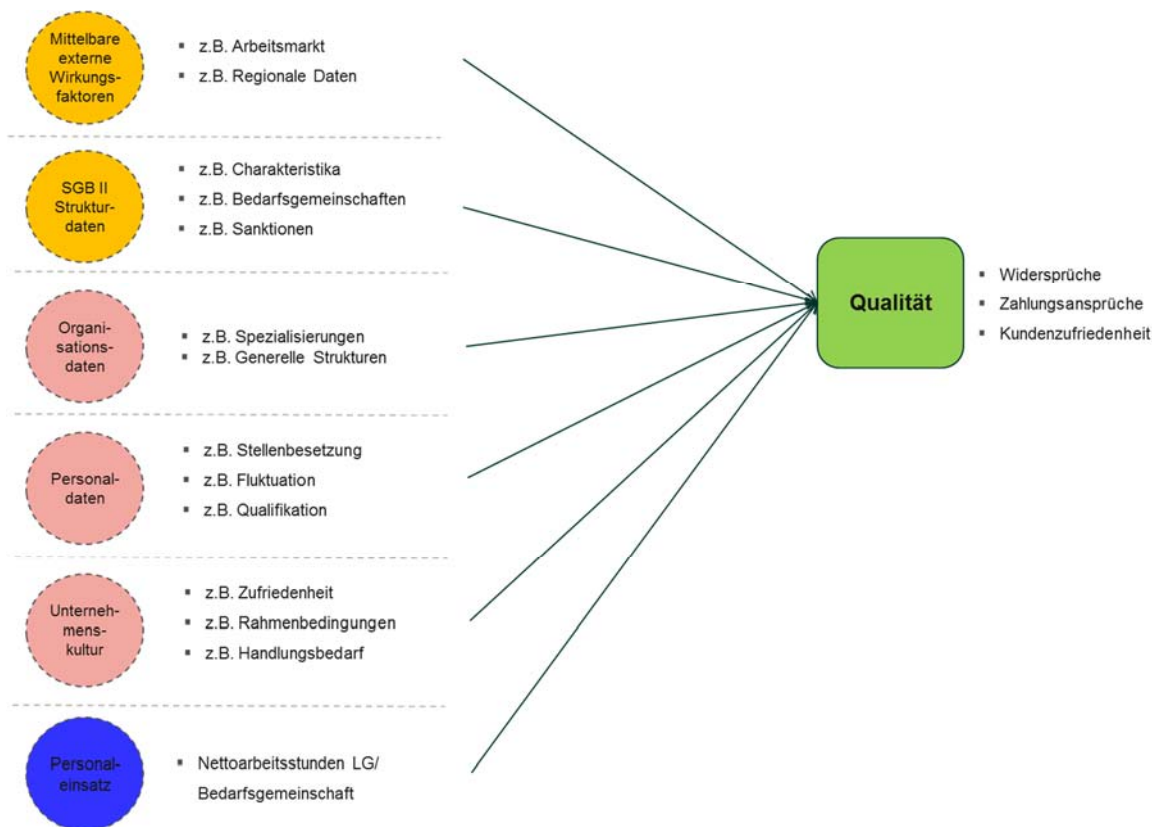 Mittelbare
externe
Wirkungs-
faktoren
z.B. Arbeitsmarkt
z.B. Regionale Daten
SGB II
Struktur-
daten
z.B. Charakteristika
z.B. Bedarfsgemeinschaften
z.B. Sanktionen
Organi-
sations-
daten
z.B. Spezialisierungen
z.B. Generelle Strukturen
Personal-
daten
z.B. Stellenbesetzung
z.B. Fluktuation
z.B. Qualifikation
Unterneh-
mens-
kultur
z.B. Zufriedenheit
z.B. Rahmenbedingungen
z.B. Handlungsbedarf
Personal-
einsatz
Nettoarbeitsstunden LG/
Bedarfsgemeinschaft
Qualität
Widersprüche
Zahlungsansprüche
Kundenzufriedenheit